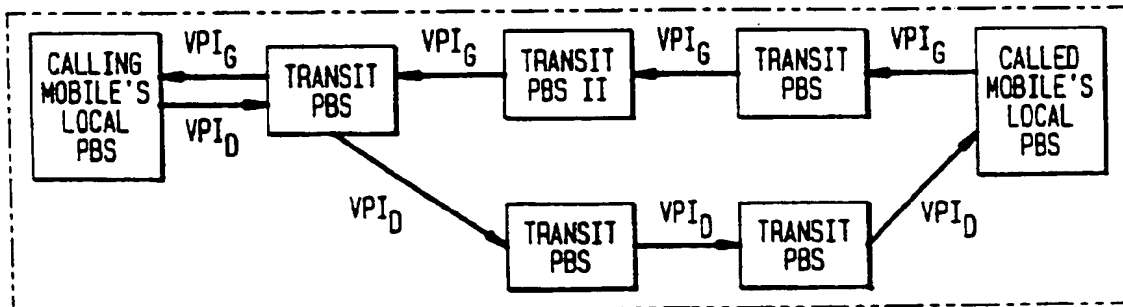 CALLING
MOBILE'S
LOCAL
PBS
VPI_G
VPI_D
TRANSIT
PBS
VPI_G
TRANSIT
PBS II
VPI_G
TRANSIT
PBS
VPI_G
CALLED
MOBILE'S
LOCAL
PBS
VPI_D
TRANSIT
PBS
VPI_D
TRANSIT
PBS
VPI_D